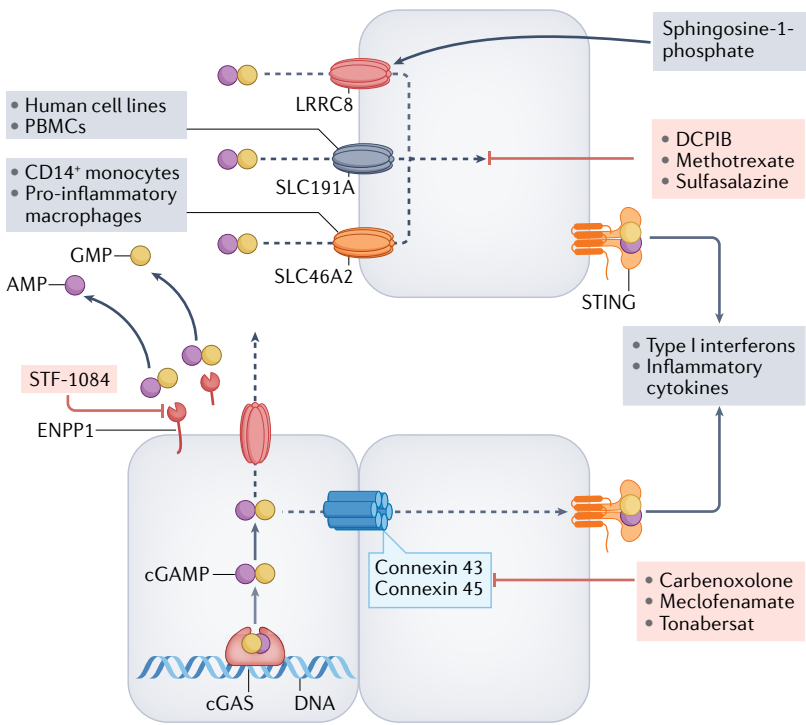 Sphingosine-1-
phosphate
LRRC8
• Human cell lines
• PBMCs
SLC191A
• DCPIB
• Methotrexate
• Sulfasalazine
• CD14⁺ monocytes
• Pro-inflammatory
macrophages
SLC46A2
GMP
AMP
STING
• Type I interferons
• Inflammatory
cytokines
STF-1084
ENPP1
cGAMP
Connexin 43
Connexin 45
• Carbenoxolone
• Meclofenamate
• Tonabersat
cGAS
DNA